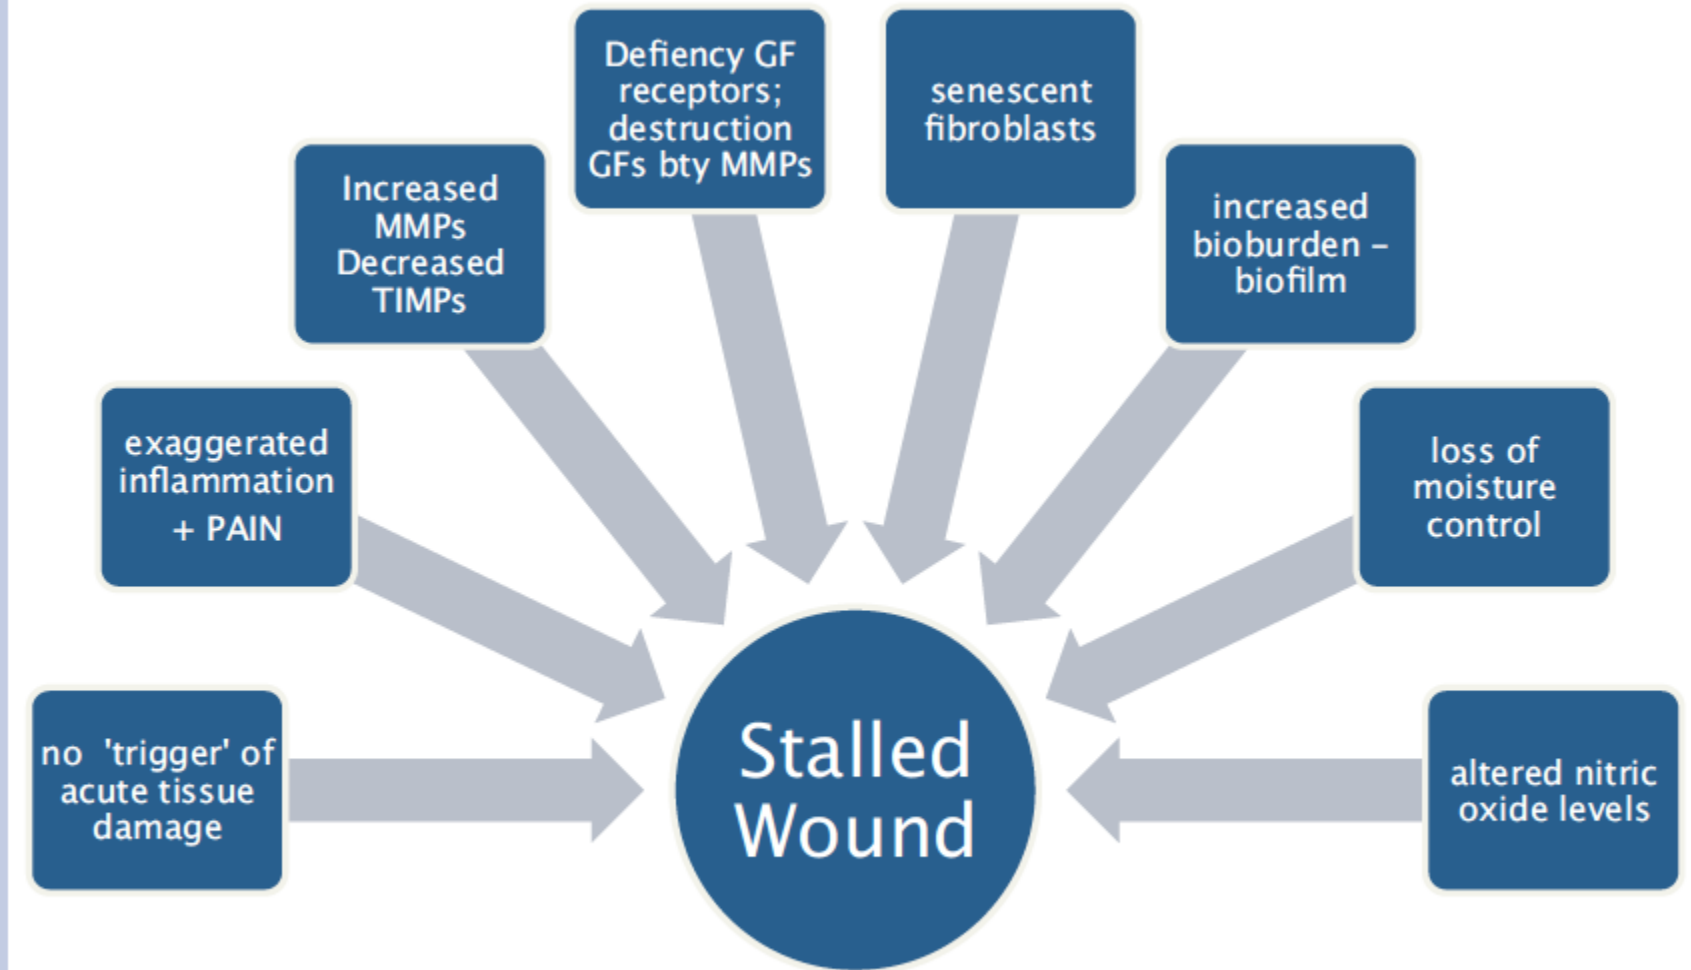 no 'trigger' of
acute tissue
damage
exaggerated
inflammation
+ PAIN
Increased
MMPs
Decreased
TIMPs
Defiency GF
receptors;
destruction
GFs bty MMPs
senescent
fibroblasts
increased
bioburden –
biofilm
loss of
moisture
control
altered nitric
oxide levels
Stalled
Wound